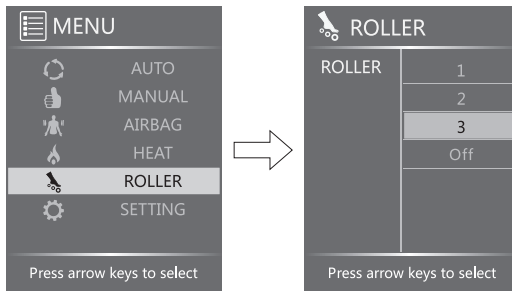 MENU
AUTO
MANUAL
AIRBAG
HEAT
ROLLER
SETTING
Press arrow keys to select
ROLLER
ROLLER
1
2
3
Off
Press arrow keys to select